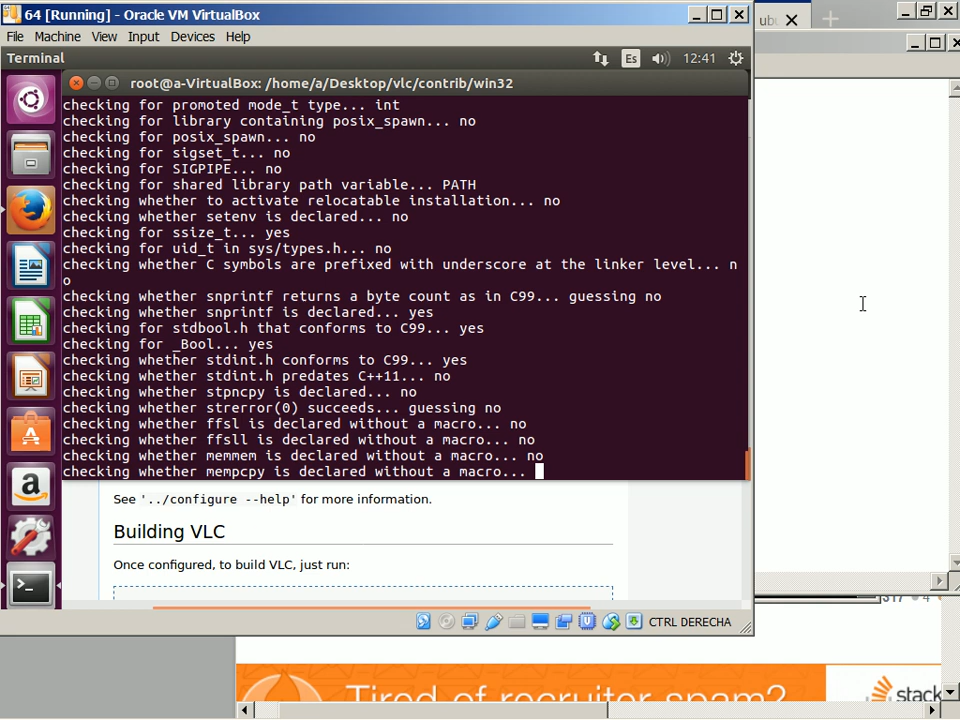 64 [Running] - Oracle VM VirtualBox
File Machine View Input Devices Help
Terminal
Es
12:41
root@a-VirtualBox: /home/a/Desktop/vlc/contrib/win32
checking for promoted mode_t type... int
checking for library containing posix_spawn... no
checking for posix_spawn... no
checking for sigset_t... no
checking for SIGPIPE... no
checking for shared library path variable... PATH
checking whether to activate relocatable installation... no
checking whether setenv is declared... no
checking for ssize_t... yes
checking for uid_t in sys/types.h... no
checking whether C symbols are prefixed with underscore at the linker level... n
o
checking whether snprintf returns a byte count as in C99... guessing no
checking whether snprintf is declared... yes
checking for stdbool.h that conforms to C99... yes
checking for _Bool... yes
checking whether stdint.h conforms to C99... yes
checking whether stdint.h predates C++11... no
checking whether stpncpy is declared... no
checking whether strerror(0) succeeds... guessing no
checking whether ffsl is declared without a macro... no
checking whether ffsll is declared without a macro... no
checking whether memmem is declared without a macro... no
checking whether mempcpy is declared without a macro...
See '../configure --help' for more information.
Building VLC
Once configured, to build VLC, just run:
CTRL DERECHA
ubu
317 4
Tired of recruiter spam?
stack